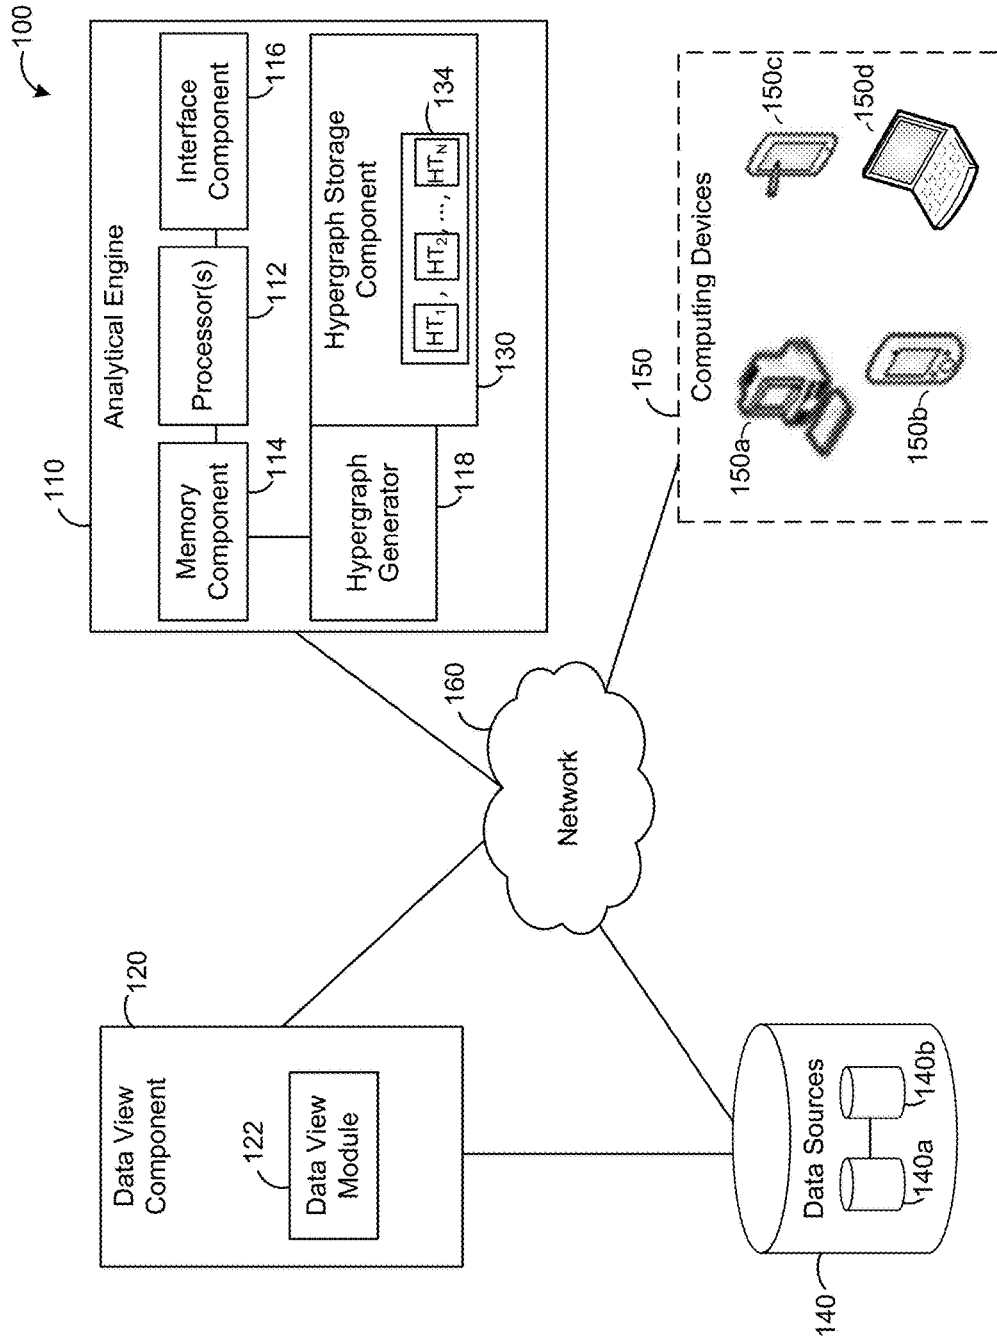 100
110
Analytical Engine
Memory
Component
114
Processor(s)
112
Interface
Component
116
Hypergraph
Generator
118
Hypergraph Storage
Component
130
HT1, HT2, ..., HTN
134
120
Data View
Component
122
Data View
Module
160
Network
140
Data Sources
140a
140b
150
Computing Devices
150a
150b
150c
150d